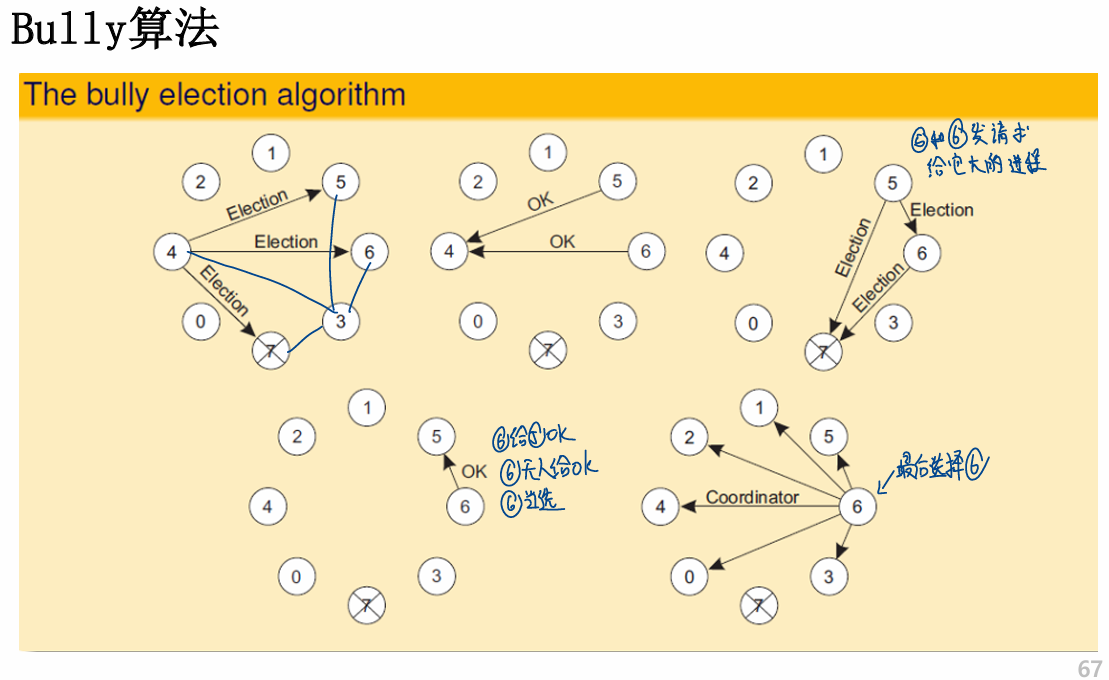 Bully算法
The bully election algorithm
1
2
5
Election
4
Election
6
Election
0
3
7
1
2
5
OK
4
OK
6
0
3
7
⑤和⑥发请求
给它大的进程
1
2
5
Election
4
Election
6
Election
0
3
7
1
2
5
⑥给⑤ok
OK
⑥无人给ok
4
6
⑥当选
0
3
7
1
2
5
最后选择⑥
4
Coordinator
6
0
3
7
67